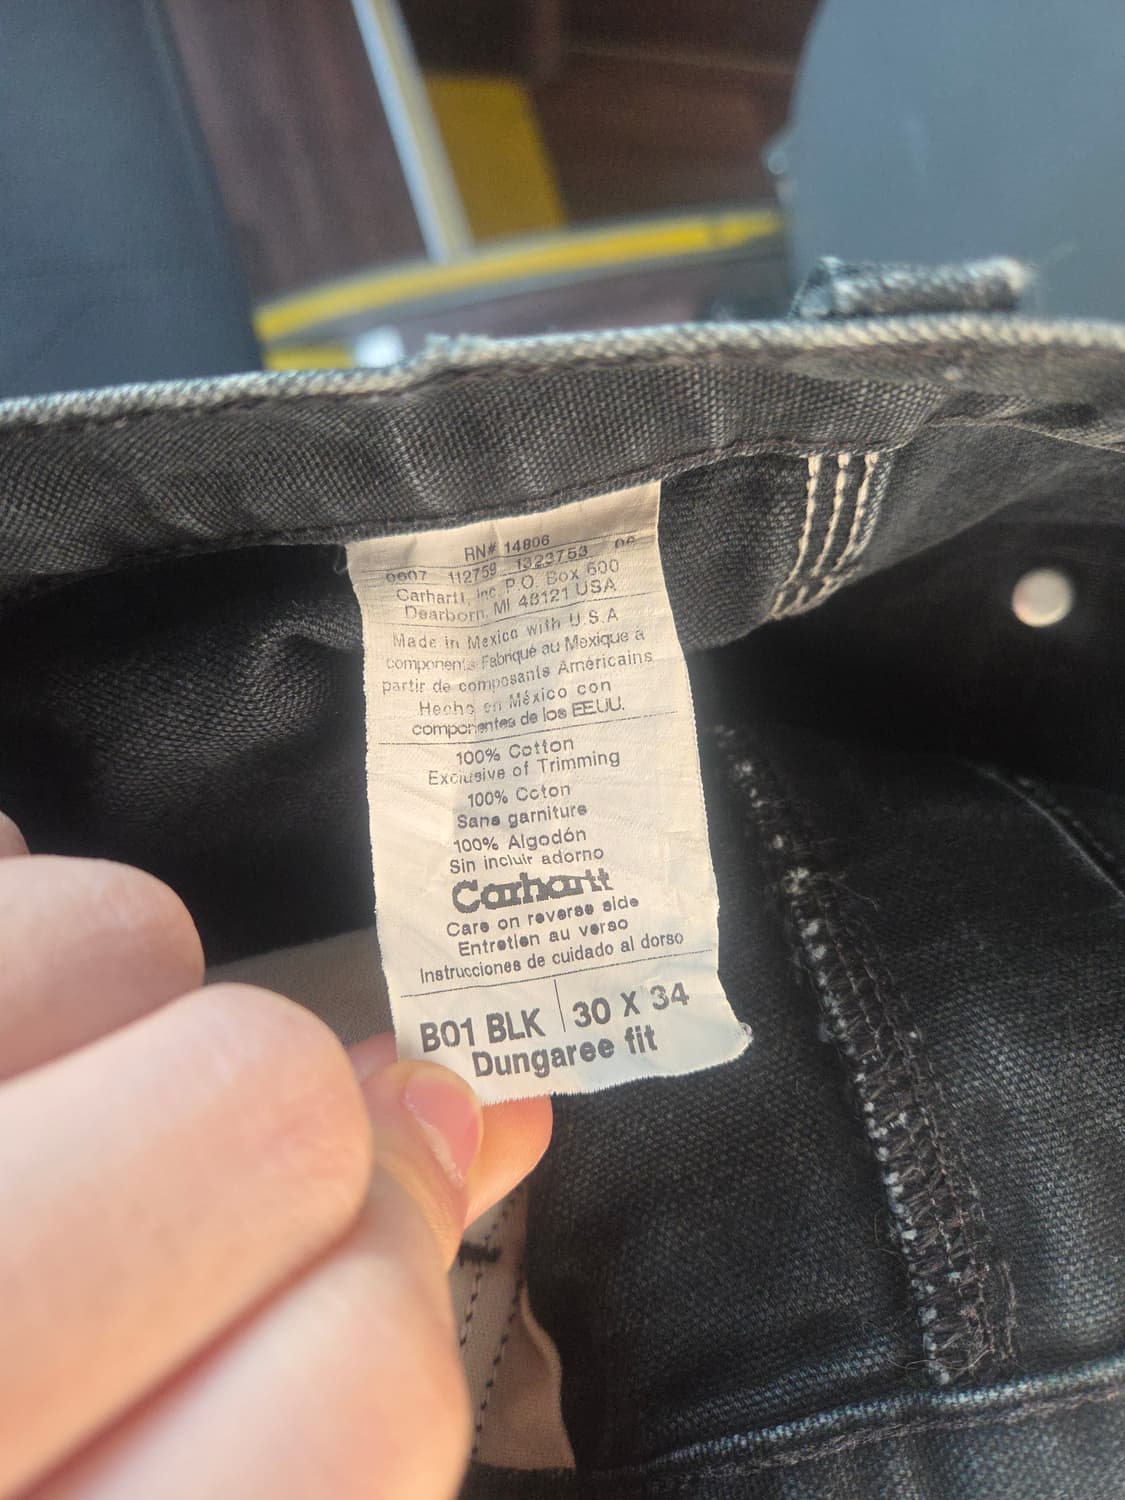 RN# 14806
0607 112759 1323753 06
Carhartt, Inc. P.O. Box 600
Dearborn, MI 48121 USA
Made in Mexico with U.S.A
components Fabriqué au Mexique à
partir de composants Américains
Hecho en México con
componentes de los EE.UU.
100% Cotton
Exclusive of Trimming
100% Coton
Sans garniture
100% Algodón
Sin incluir adorno
Carhartt
Care on reverse side
Entretien au verso
Instrucciones de cuidado al dorso
B01 BLK | 30 X 34
Dungaree fit